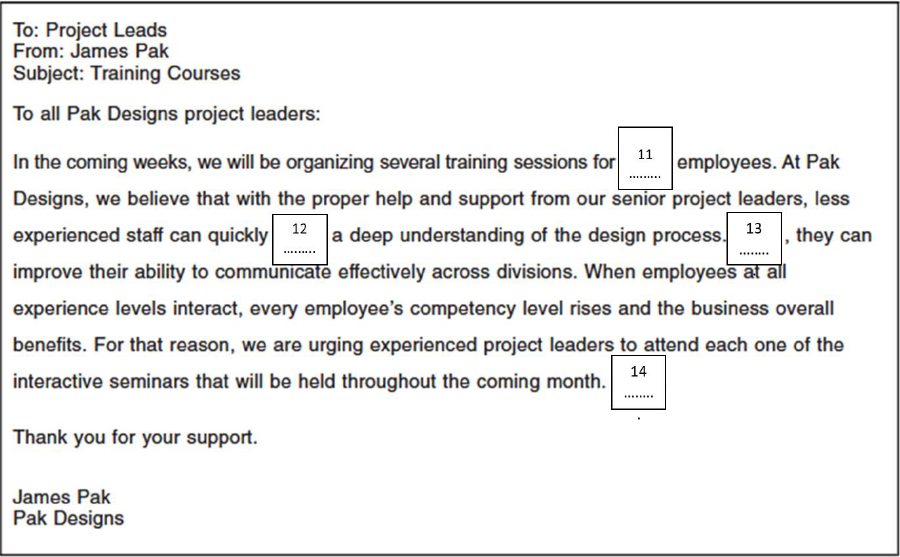 To: Project Leads
From: James Pak
Subject: Training Courses
To all Pak Designs project leaders:
In the coming weeks, we will be organizing several training sessions for 11 ......... employees. At Pak
Designs, we believe that with the proper help and support from our senior project leaders, less
experienced staff can quickly 12 ......... a deep understanding of the design process. 13 ........ , they can
improve their ability to communicate effectively across divisions. When employees at all
experience levels interact, every employee's competency level rises and the business overall
benefits. For that reason, we are urging experienced project leaders to attend each one of the
interactive seminars that will be held throughout the coming month. 14 ........ .
Thank you for your support.
James Pak
Pak Designs